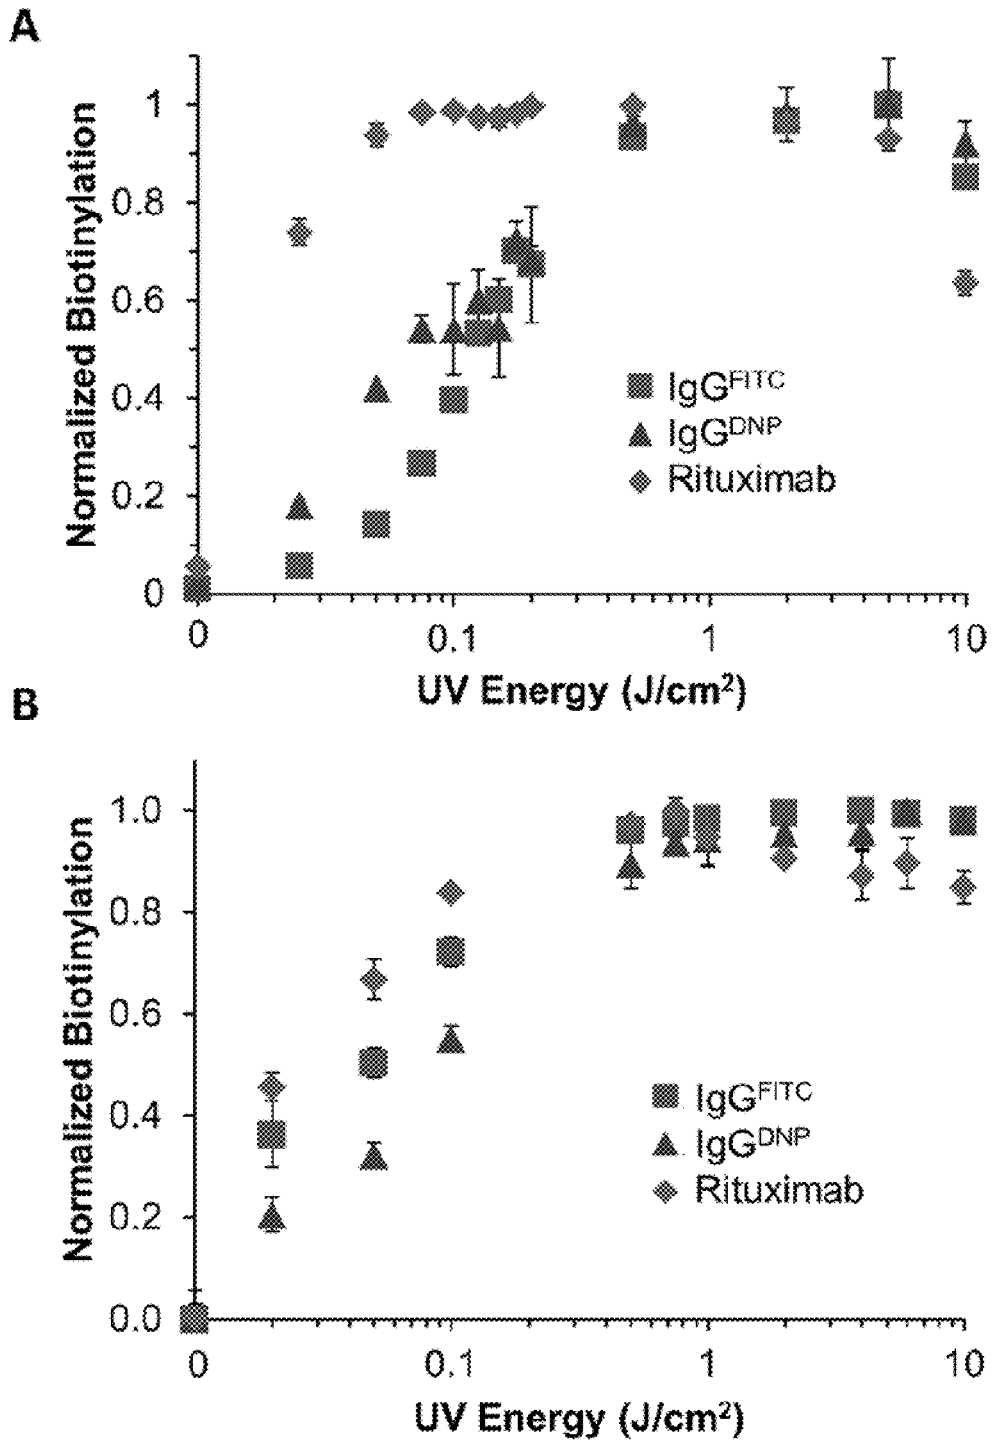 A
Normalized Biotinylation
1
0.8
0.6
0.4
0.2
0
IgG^FITC
IgG^DNP
Rituximab
0 0.1 1 10
UV Energy (J/cm²)
B
Normalized Biotinylation
1.0
0.8
0.6
0.4
0.2
0.0
IgG^FITC
IgG^DNP
Rituximab
0 0.1 1 10
UV Energy (J/cm²)